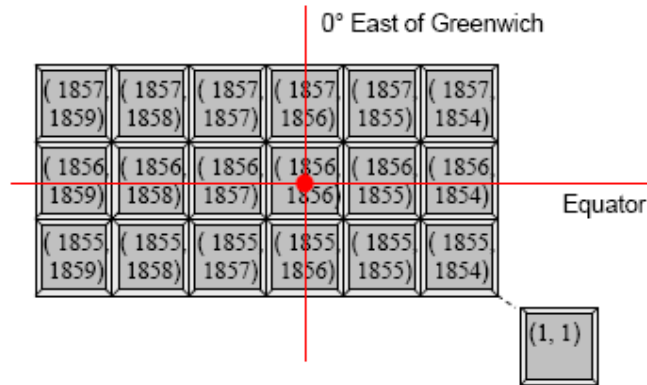 0° East of Greenwich
( 1857, ( 1857, ( 1857, ( 1857, ( 1857, ( 1857,
1859) 1858) 1857) 1856) 1855) 1854)
( 1856, ( 1856, ( 1856, ( 1856, ( 1856, ( 1856,
1859) 1858) 1857) 1856) 1855) 1854)
Equator
( 1855, ( 1855, ( 1855, ( 1855, ( 1855, ( 1855,
1859) 1858) 1857) 1856) 1855) 1854)
(1, 1)